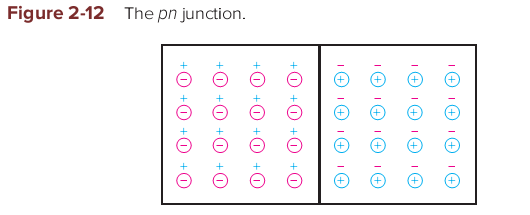 Figure 2-12 The pn junction.
+ + + + − − − −
− − − − + + + +
+ + + + − − − −
− − − − + + + +
+ + + + − − − −
− − − − + + + +
+ + + + − − − −
− − − − + + + +